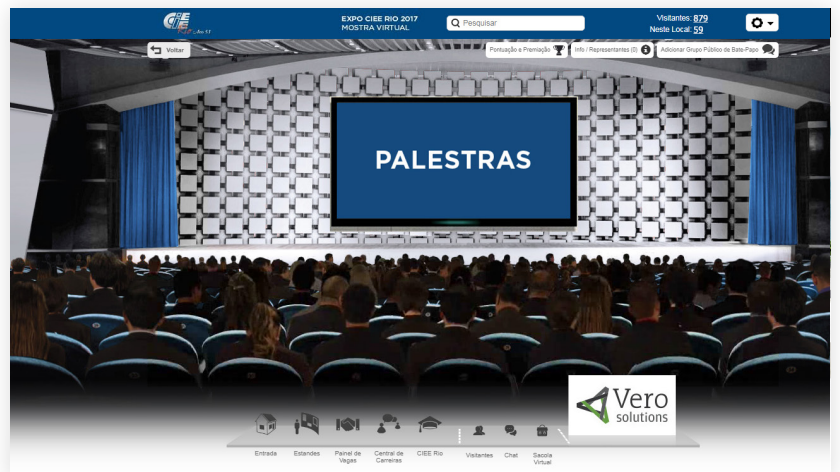 CIEE
EXPO CIEE RIO 2017
MOSTRA VIRTUAL
Pesquisar
Visitantes: 879
Neste Local: 59
Voltar
Pontuação e Premiação
Info / Representantes (0)
Adicionar Grupo Público de Bate-Papo
PALESTRAS
Vero
solutions
Entrada
Estandes
Painel de
Vagas
Central de
Carreiras
CIEE Rio
Visitantes
Chat
Sacola
Virtual